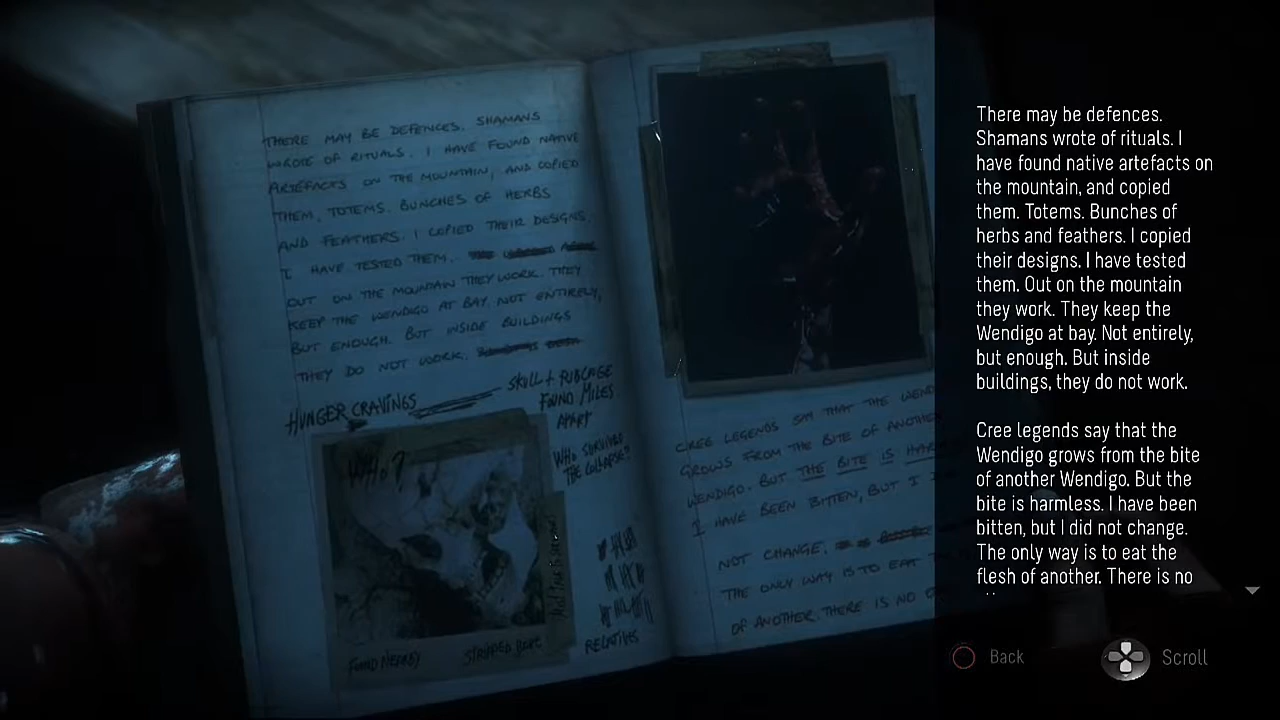 THERE MAY BE DEFENCES. SHAMANS
WROTE OF RITUALS. I HAVE FOUND NATIVE
ARTEFACTS ON THE MOUNTAIN, AND COPIED
THEM, TOTEMS. BUNCHES OF HERBS
AND FEATHERS. I COPIED THEIR DESIGNS.
I HAVE TESTED THEM.
OUT ON THE MOUNTAIN THEY WORK. THEY
KEEP THE WENDIGO AT BAY. NOT ENTIRELY,
BUT ENOUGH. BUT INSIDE BUILDINGS
THEY DO NOT WORK.
HUNGER CRAVINGS
SKULL + RIBCAGE
FOUND MILES
APART
WHO?
WHO SURVIVED
THE COLLAPSE?
FOUND NEARBY
RELATIVES
CREE LEGENDS SAY THAT THE WEND
GROWS FROM THE BITE OF ANOTHER
WENDIGO. BUT THE BITE IS HARM
I HAVE BEEN BITTEN, BUT I
NOT CHANGE.
THE ONLY WAY IS TO EAT
OF ANOTHER. THERE IS NO
There may be defences.
Shamans wrote of rituals. I
have found native artefacts on
the mountain, and copied
them. Totems. Bunches of
herbs and feathers. I copied
their designs. I have tested
them. Out on the mountain
they work. They keep the
Wendigo at bay. Not entirely,
but enough. But inside
buildings, they do not work.
Cree legends say that the
Wendigo grows from the bite
of another Wendigo. But the
bite is harmless. I have been
bitten, but I did not change.
The only way is to eat the
flesh of another. There is no
Back
Scroll